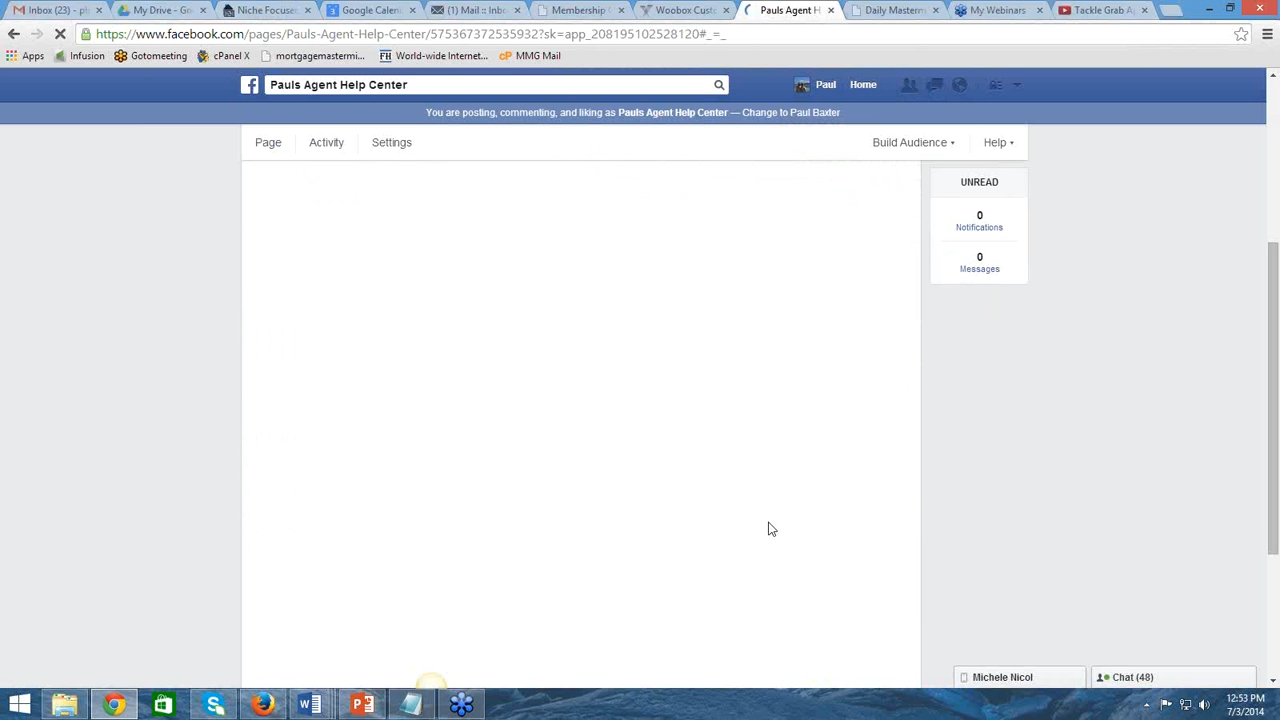 Inbox (23) - pb
My Drive - Go
Niche Focuse
Google Calen
(1) Mail :: Inb
Membership
Woobox Custo
Pauls Agent H
Daily Masterm
My Webinars
Tackle Grab A
https://www.facebook.com/pages/Pauls-Agent-Help-Center/575367372535932?sk=app_208195102528120#_=_
Apps
Infusion
Gotomeeting
cPanel X
mortgagemastermi...
World-wide Internet...
MMG Mail
Pauls Agent Help Center
Paul
Home
You are posting, commenting, and liking as Pauls Agent Help Center — Change to Paul Baxter
Page
Activity
Settings
Build Audience
Help
UNREAD
0
Notifications
0
Messages
Michele Nicol
Chat (48)
12:53 PM
7/3/2014